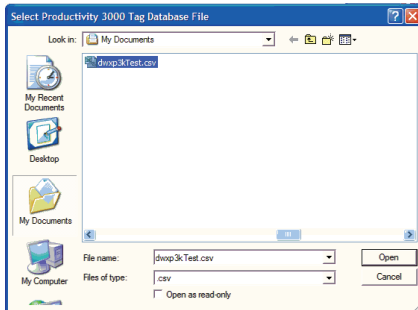 Select Productivity 3000 Tag Database File
Look in: My Documents
dwxp3kTest.csv
My Recent
Documents
Desktop
My Documents
My Computer
File name: dwxp3kTest.csv Open
Files of type: .csv Cancel
Open as read-only